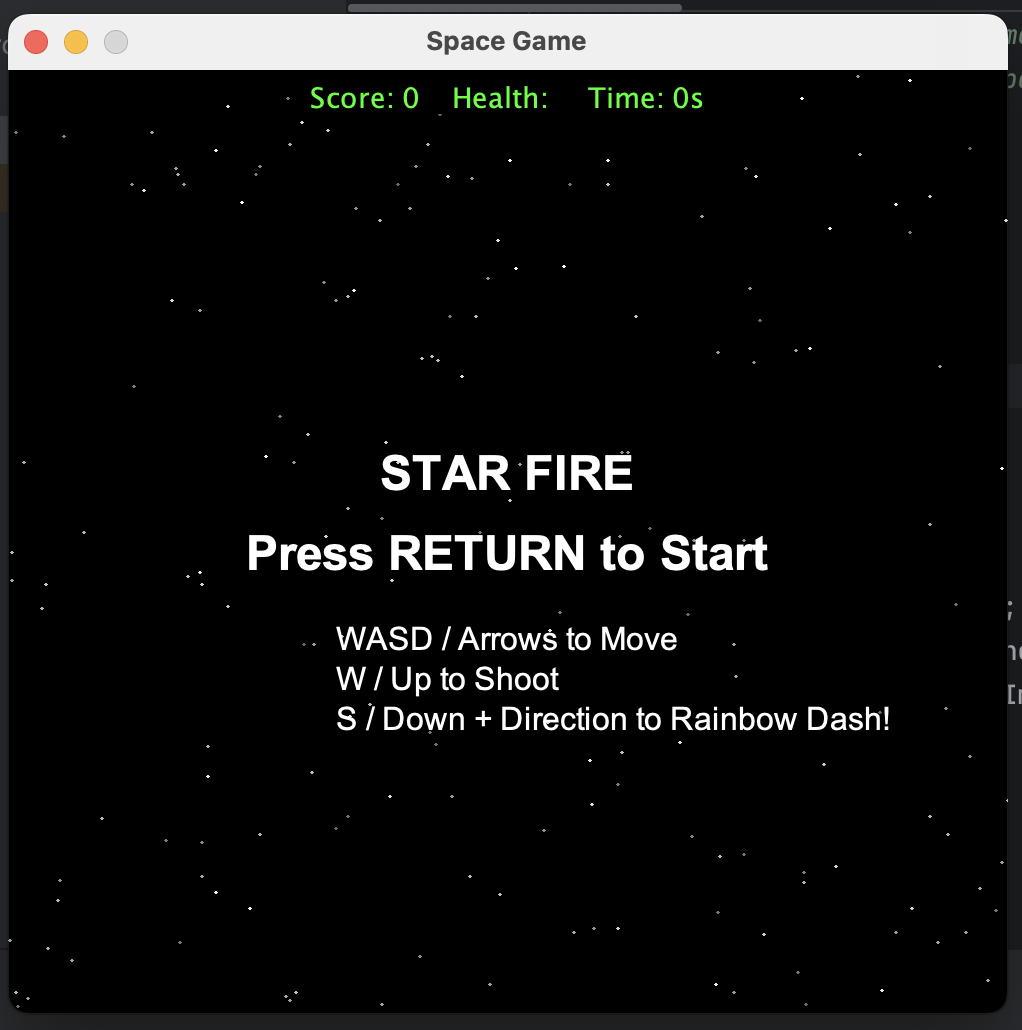 Space Game
Score: 0 Health: Time: 0s
STAR FIRE
Press RETURN to Start
WASD / Arrows to Move
W / Up to Shoot
S / Down + Direction to Rainbow Dash!